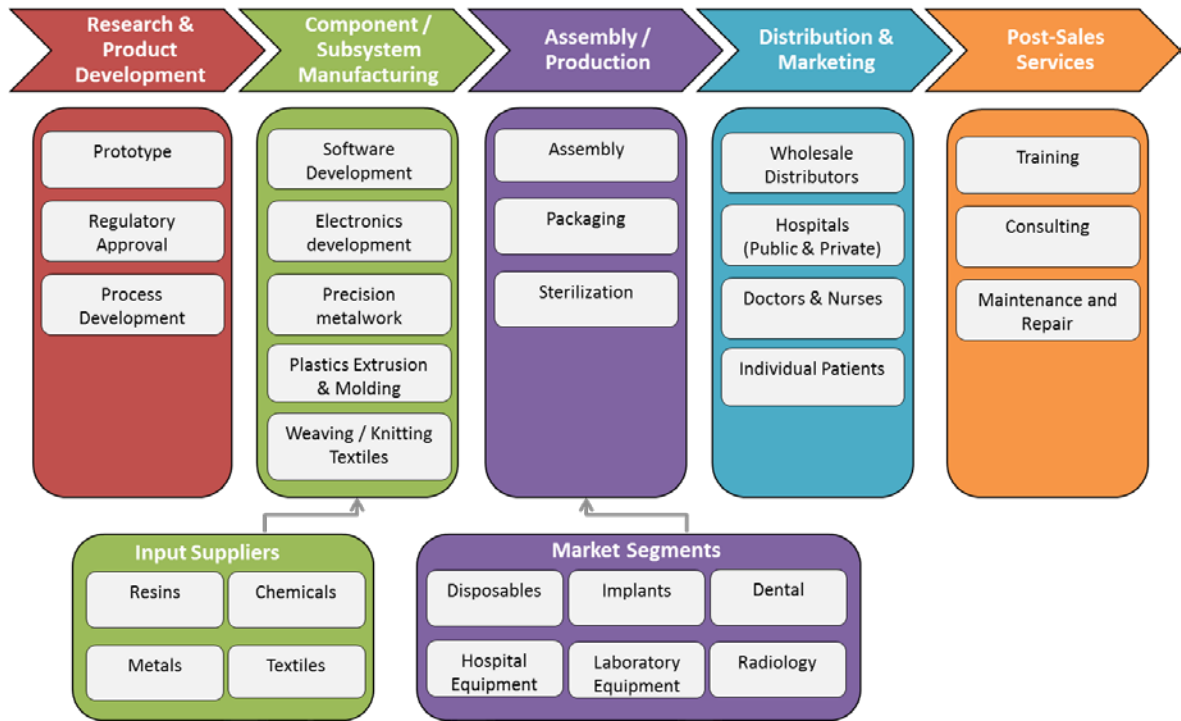 Research &
Product
Development
Component /
Subsystem
Manufacturing
Assembly /
Production
Distribution &
Marketing
Post-Sales
Services
Prototype
Regulatory
Approval
Process
Development
Software
Development
Electronics
development
Precision
metalwork
Plastics Extrusion
& Molding
Weaving / Knitting
Textiles
Assembly
Packaging
Sterilization
Wholesale
Distributors
Hospitals
(Public & Private)
Doctors & Nurses
Individual Patients
Training
Consulting
Maintenance and
Repair
Input Suppliers
Resins
Chemicals
Metals
Textiles
Market Segments
Disposables
Implants
Dental
Hospital
Equipment
Laboratory
Equipment
Radiology